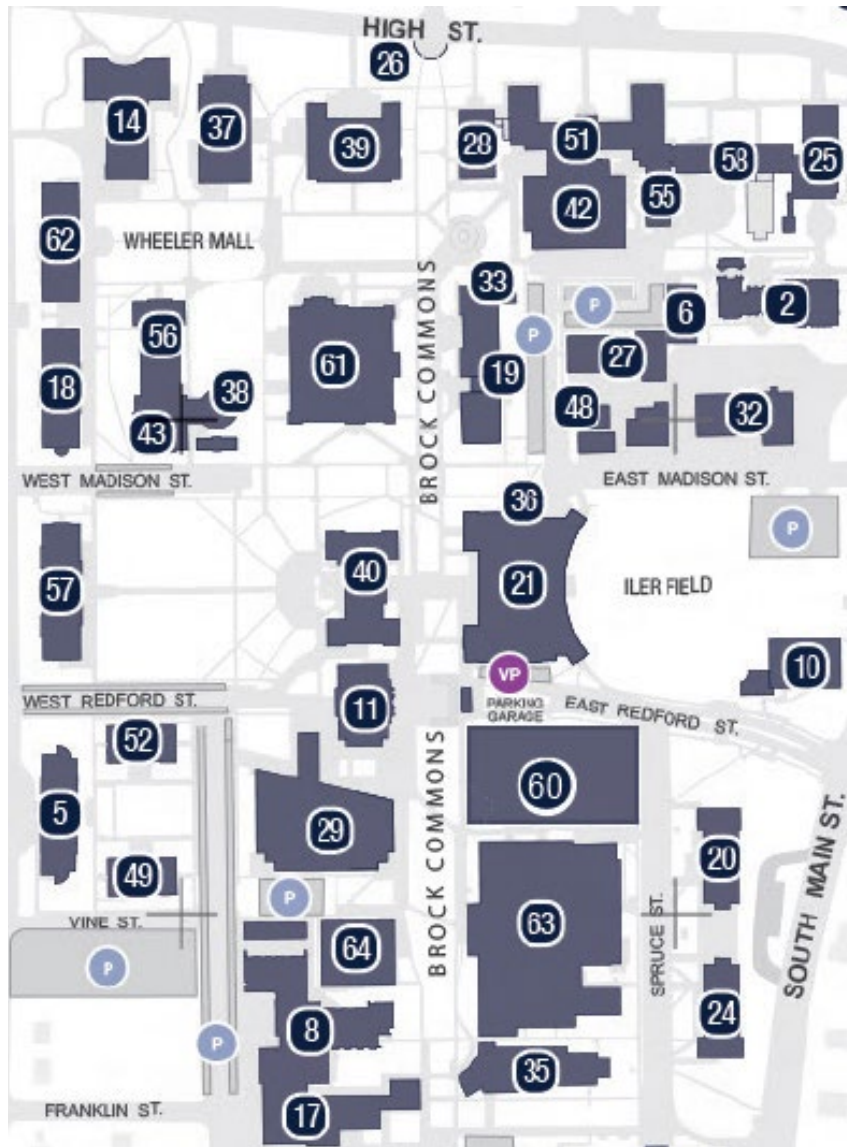 HIGH ST.
26
14
37
39
28
51
58
25
42
55
62
WHEELER MALL
BROCK COMMONS
33
P
P
6
2
56
61
27
18
38
19
48
32
43
WEST MADISON ST.
EAST MADISON ST.
36
P
57
40
21
ILER FIELD
10
VP
WEST REDFORD ST.
11
PARKING
GARAGE
EAST REDFORD ST.
52
BROCK COMMONS
60
5
29
20
SOUTH MAIN ST.
49
P
63
SPRUCE ST.
VINE ST.
64
P
24
8
P
35
FRANKLIN ST.
17